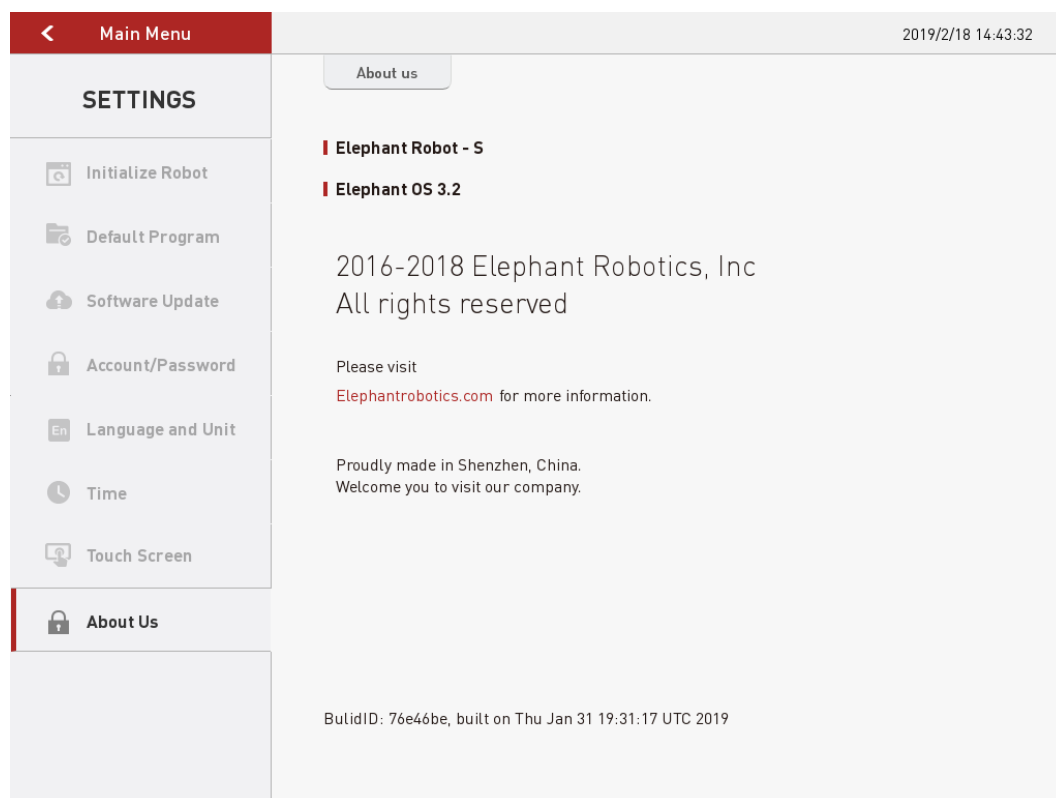 Main Menu
2019/2/18 14:43:32
SETTINGS
Initialize Robot
Default Program
Software Update
Account/Password
En
Language and Unit
Time
Touch Screen
About Us
About us
Elephant Robot - S
Elephant OS 3.2
2016-2018 Elephant Robotics, Inc
All rights reserved
Please visit
Elephantrobotics.com for more information.
Proudly made in Shenzhen, China.
Welcome you to visit our company.
BulidID: 76e46be, built on Thu Jan 31 19:31:17 UTC 2019